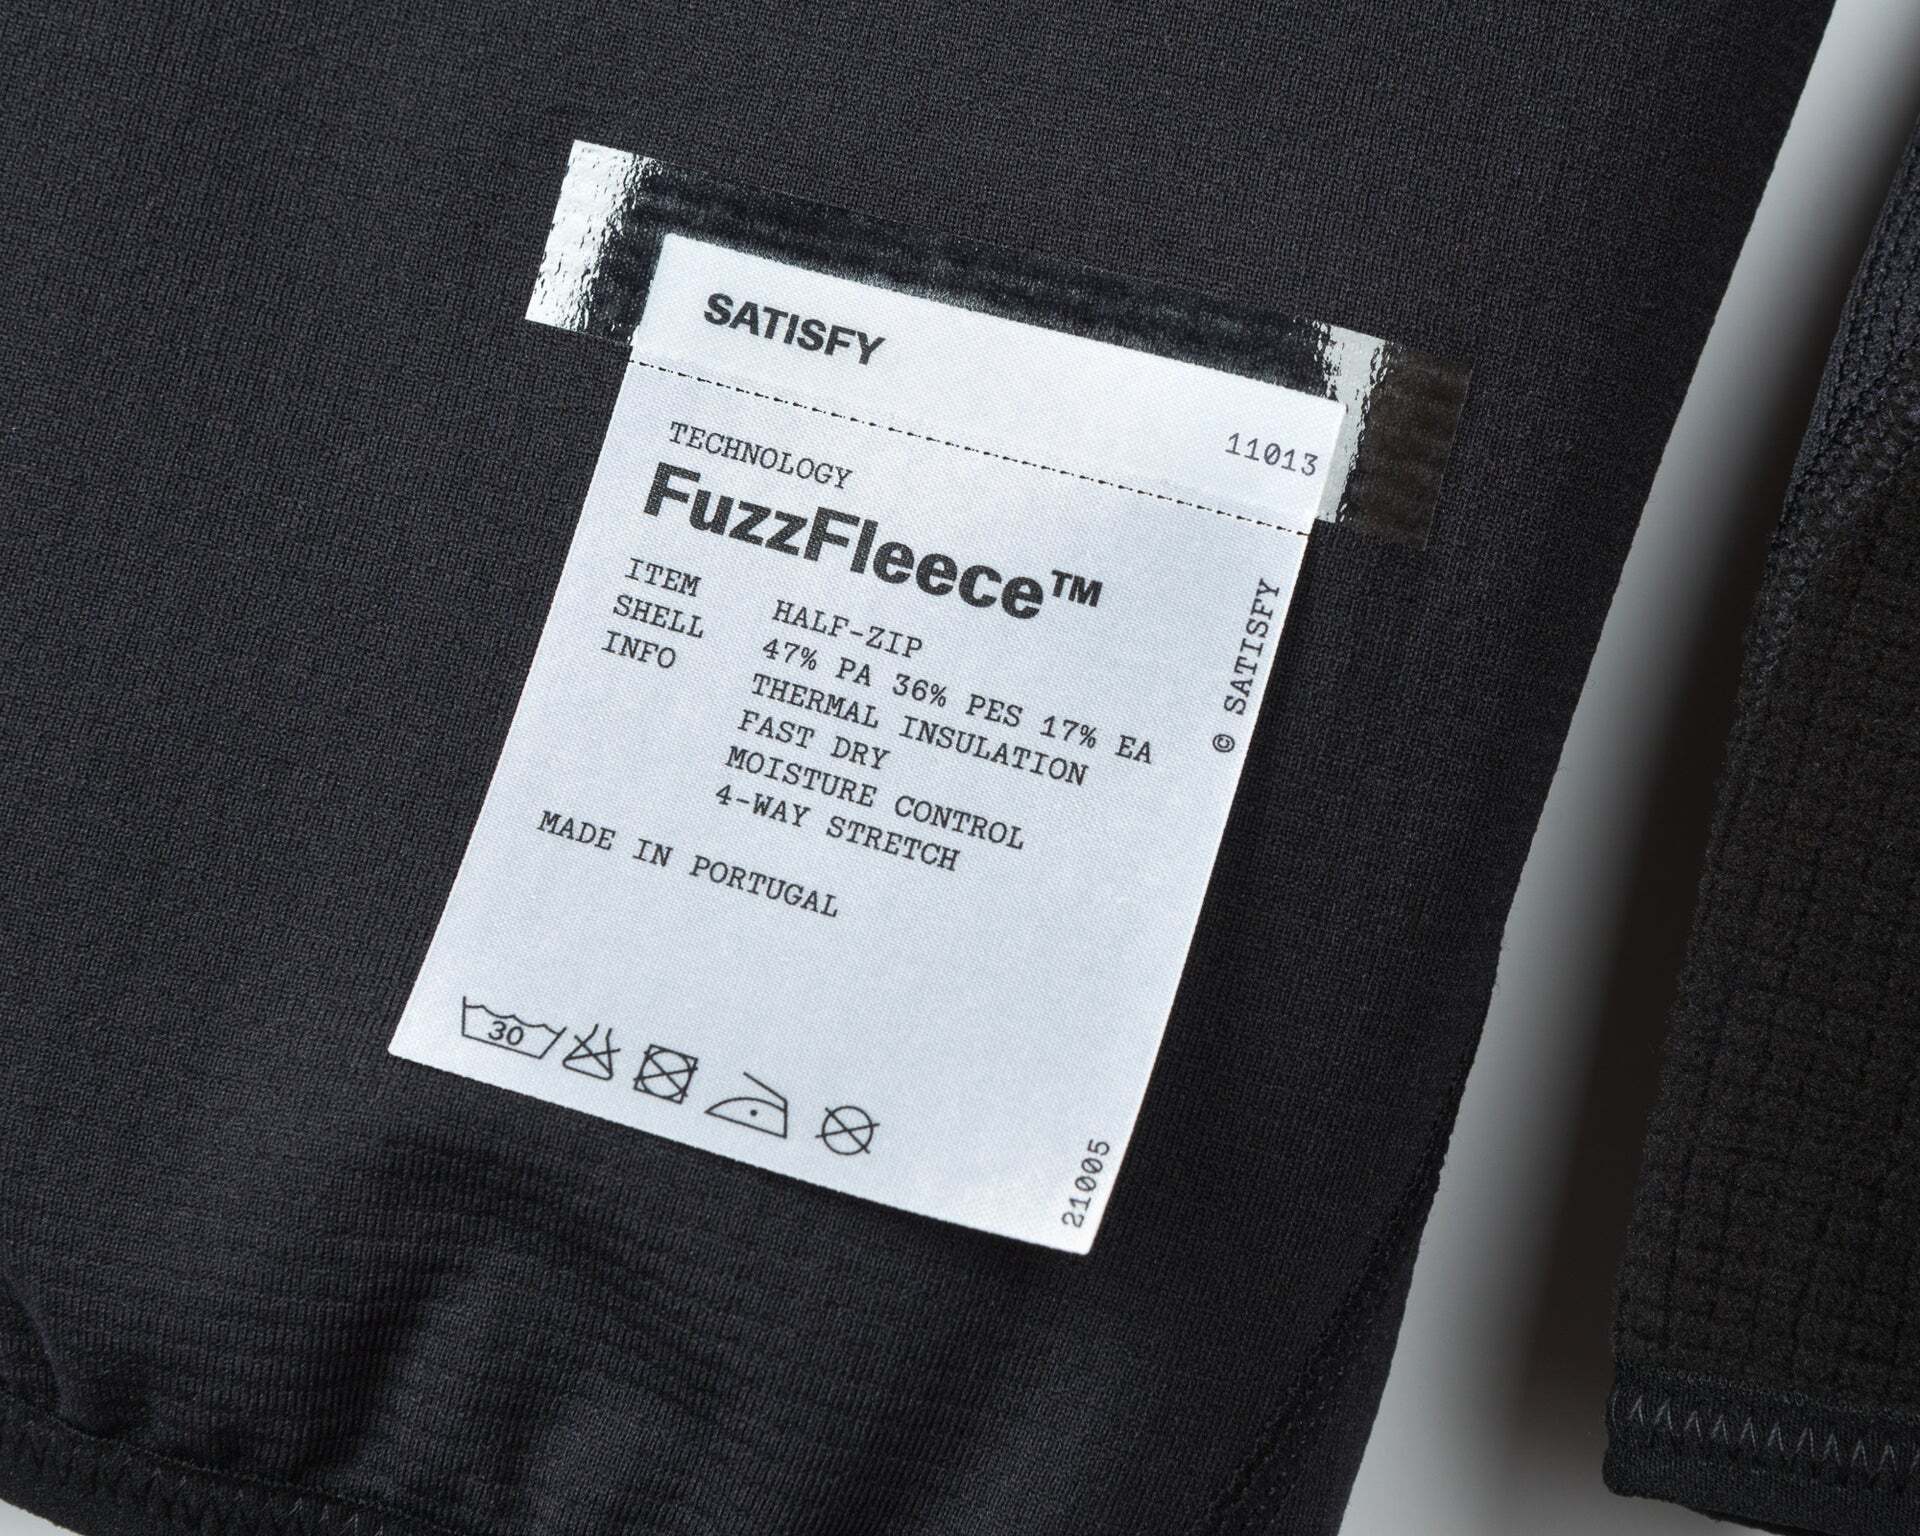 SATISFY
11013
TECHNOLOGY
FuzzFleece™
ITEM HALF-ZIP
SHELL 47% PA 36% PES 17% EA
INFO THERMAL INSULATION
FAST DRY
MOISTURE CONTROL
4-WAY STRETCH
MADE IN PORTUGAL
© SATISFY
30
21005